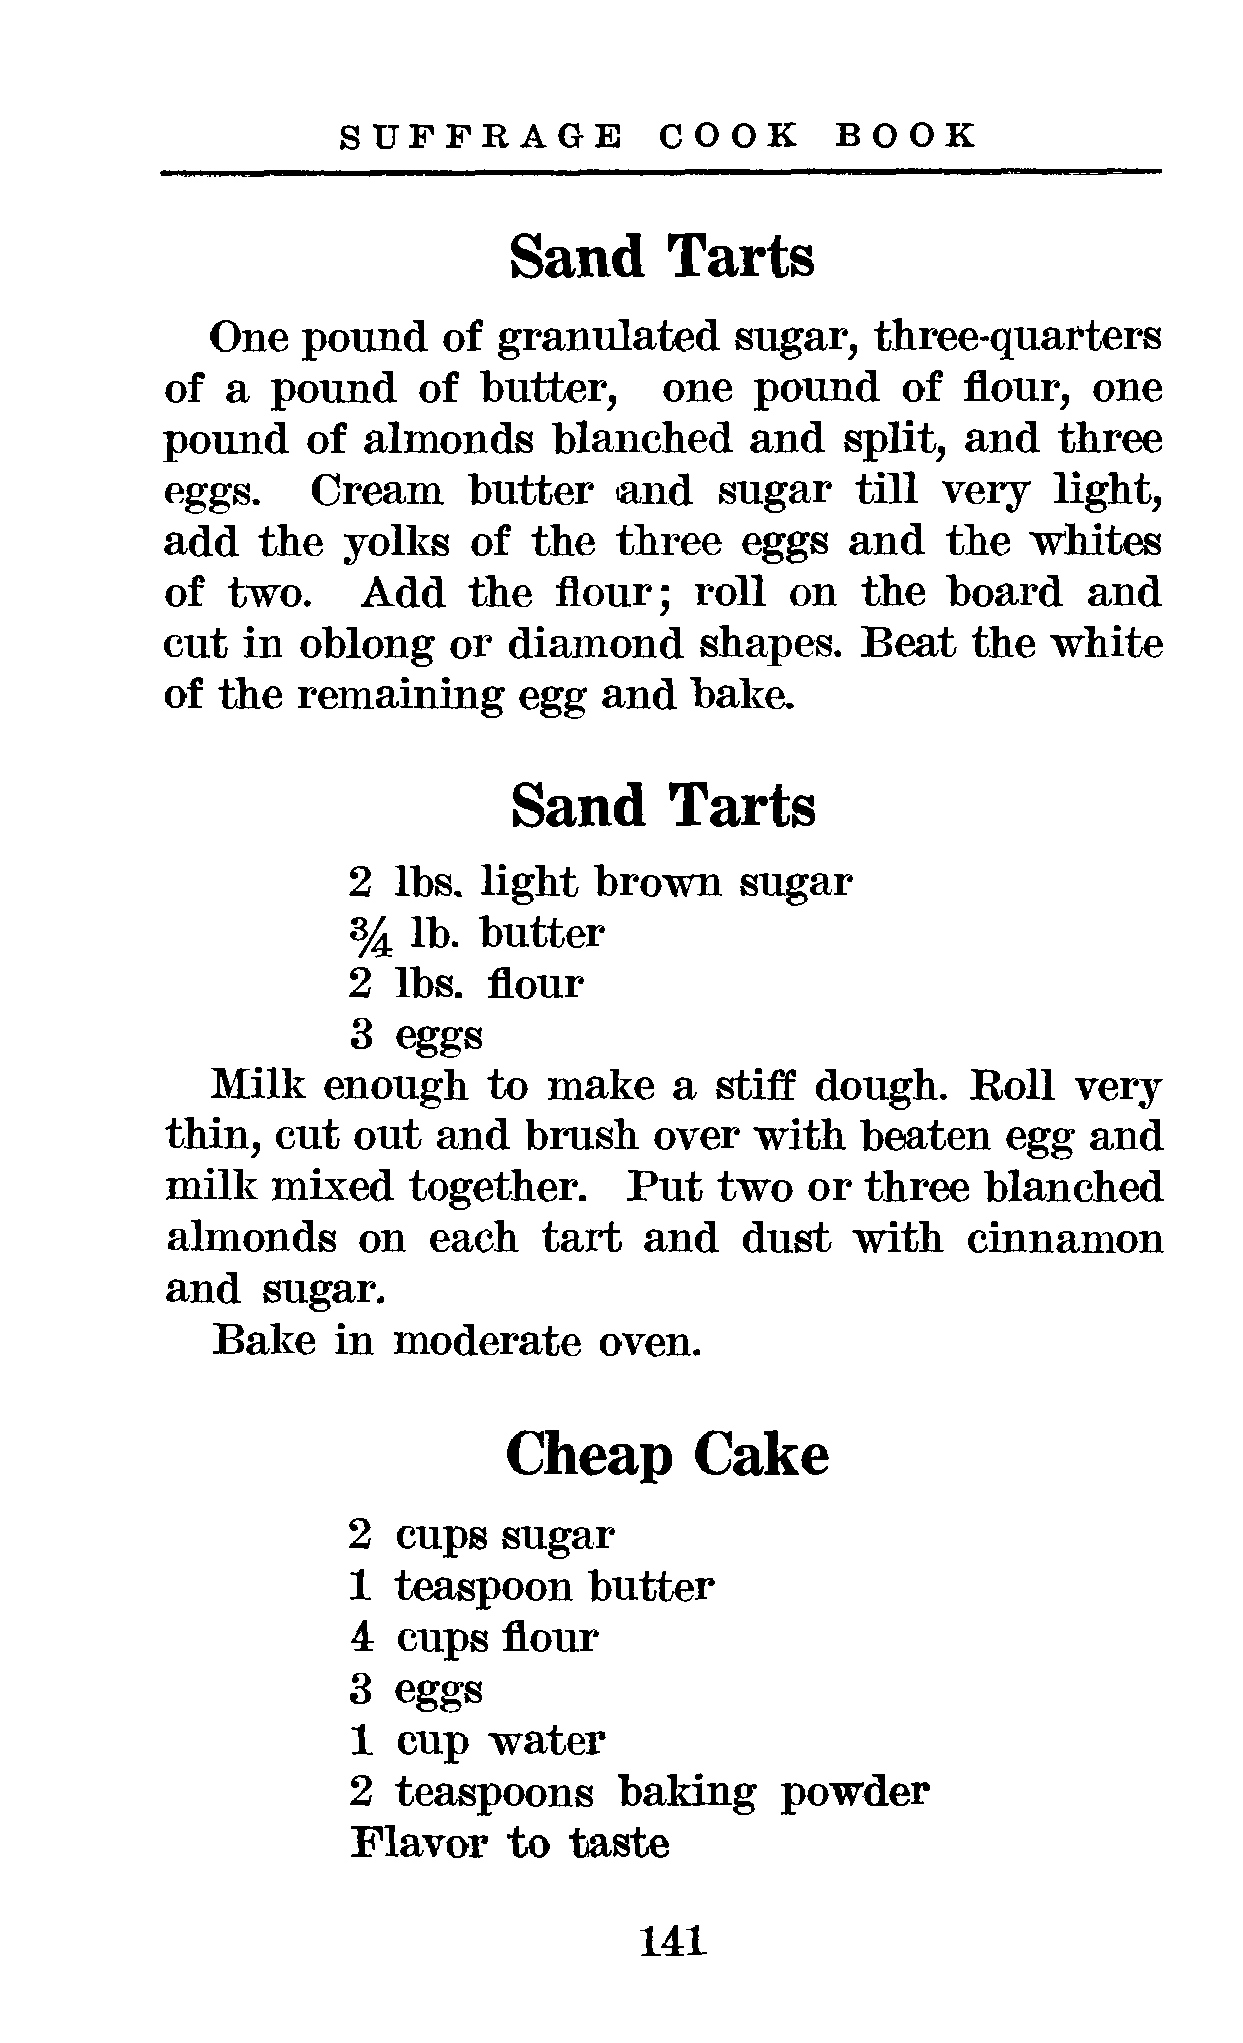 SUFFRAGE COOK BOOK
Sand Tarts
One pound of granulated sugar, three-quarters
of a pound of butter, one pound of flour, one
pound of almonds blanched and split, and three
eggs. Cream butter and sugar till very light,
add the yolks of the three eggs and the whites
of two. Add the flour; roll on the board and
cut in oblong or diamond shapes. Beat the white
of the remaining egg and bake.
Sand Tarts
2 lbs. light brown sugar
¾ lb. butter
2 lbs. flour
3 eggs
Milk enough to make a stiff dough. Roll very
thin, cut out and brush over with beaten egg and
milk mixed together. Put two or three blanched
almonds on each tart and dust with cinnamon
and sugar.
Bake in moderate oven.
Cheap Cake
2 cups sugar
1 teaspoon butter
4 cups flour
3 eggs
1 cup water
2 teaspoons baking powder
Flavor to taste
141